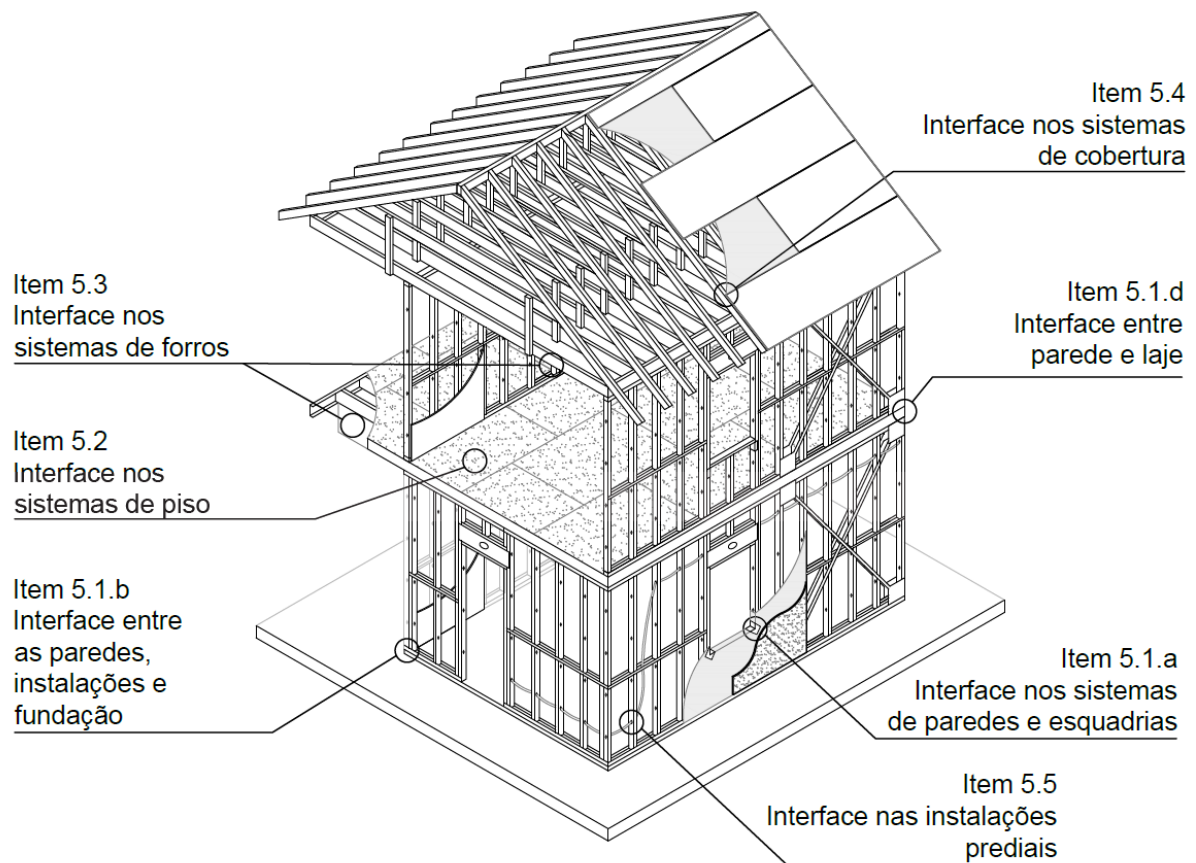 Item 5.4
Interface nos sistemas
de cobertura
Item 5.3
Interface nos
sistemas de forros
Item 5.1.d
Interface entre
parede e laje
Item 5.2
Interface nos
sistemas de piso
Item 5.1.b
Interface entre
as paredes,
instalações e
fundação
Item 5.1.a
Interface nos sistemas
de paredes e esquadrias
Item 5.5
Interface nas instalações
prediais